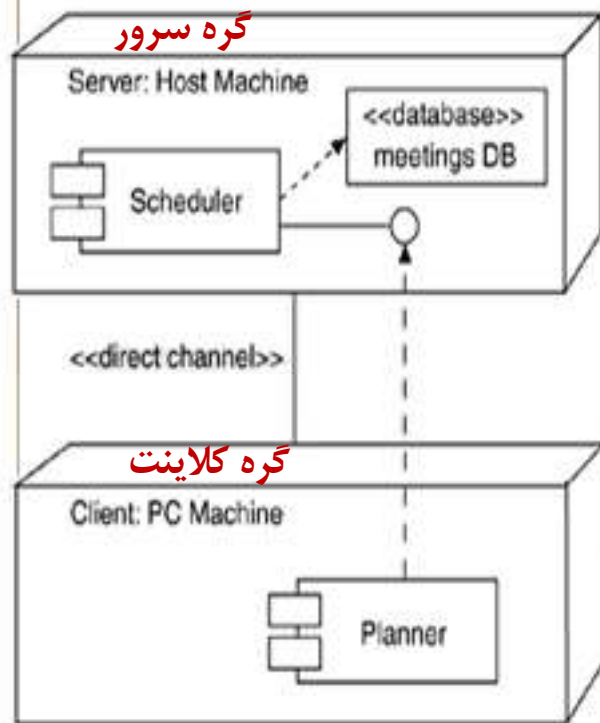 گره سرور
Server: Host Machine
<<database>>
meetings DB
Scheduler
<<direct channel>>
گره کلاینت
Client: PC Machine
Planner